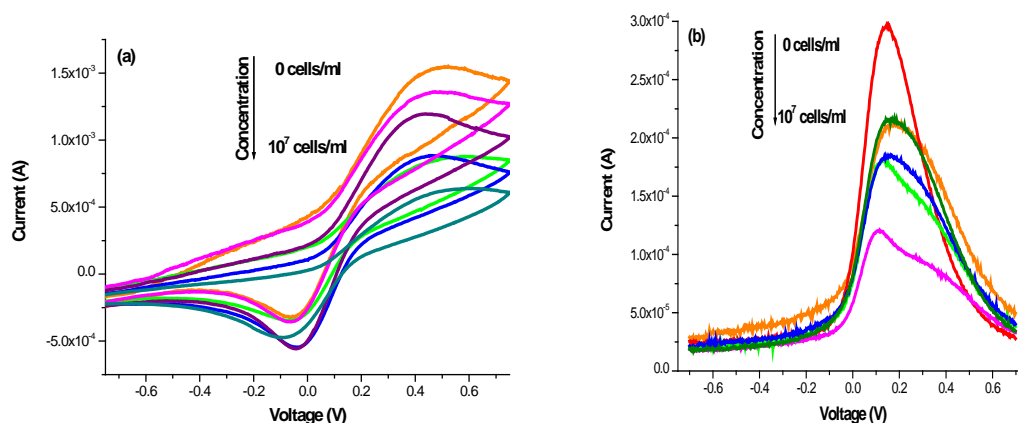 (a)
0 cells/ml
Concentration
10⁷ cells/ml
Current (A)
1.5x10⁻³
1.0x10⁻³
5.0x10⁻⁴
0.0
-5.0x10⁻⁴
-0.6 -0.4 -0.2 0.0 0.2 0.4 0.6
Voltage (V)
(b)
0 cells/ml
Concentration
10⁷ cells/ml
Current (A)
3.0x10⁻⁴
2.5x10⁻⁴
2.0x10⁻⁴
1.5x10⁻⁴
1.0x10⁻⁴
5.0x10⁻⁵
0.0
-0.6 -0.4 -0.2 0.0 0.2 0.4 0.6
Voltage (V)